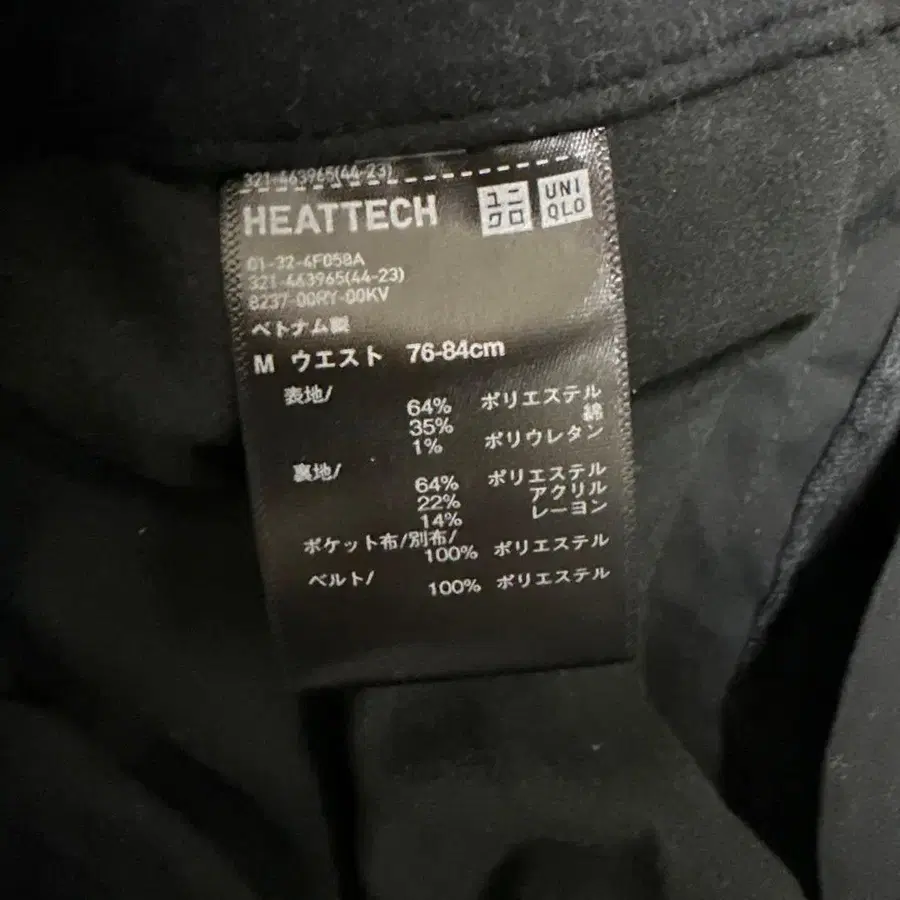 321-463965(44-23)
HEATTECH
ユニ
クロ
UNI
QLO
01-32-4F058A
321-463965(44-23)
8237-00RY-00KV
ベトナム製
M ウエスト 76-84cm
表地/
64% ポリエステル
35% 綿
1% ポリウレタン
裏地/
64% ポリエステル
22% アクリル
14% レーヨン
ポケット布/別布/
100% ポリエステル
ベルト/ 100% ポリエステル